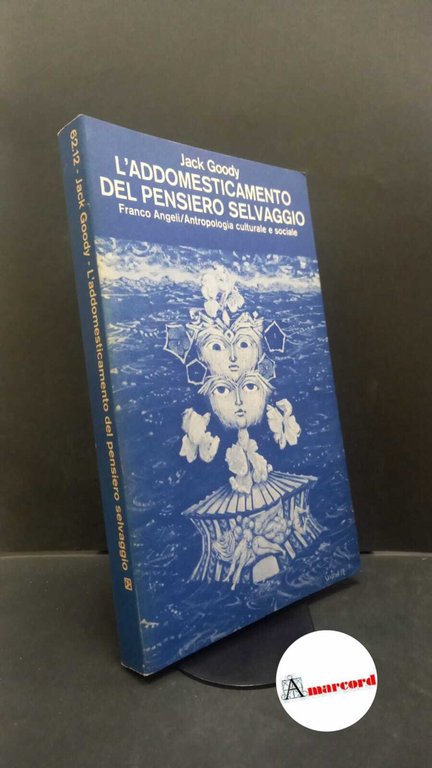 Jack Goody
L'ADDOMESTICAMENTO
DEL PENSIERO SELVAGGIO
Franco Angeli/Antropologia culturale e sociale
62.12 - Jack Goody - L'addomesticamento del pensiero selvaggio
Amarcord